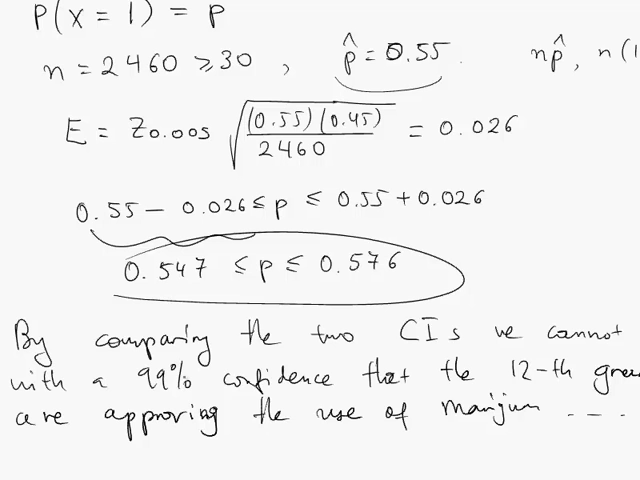 P(x = 1) = p
n = 2460 ≥ 30 , p̂ = 0.55 . np̂, n(1
E = Z0.005 √((0.55)(0.45)/2460) = 0.026
0.55 - 0.026 ≤ p ≤ 0.55 + 0.026
0.547 ≤ p ≤ 0.576
By comparing the two CIs we cannot
with a 99% confidence that the 12-th
are approving the use of